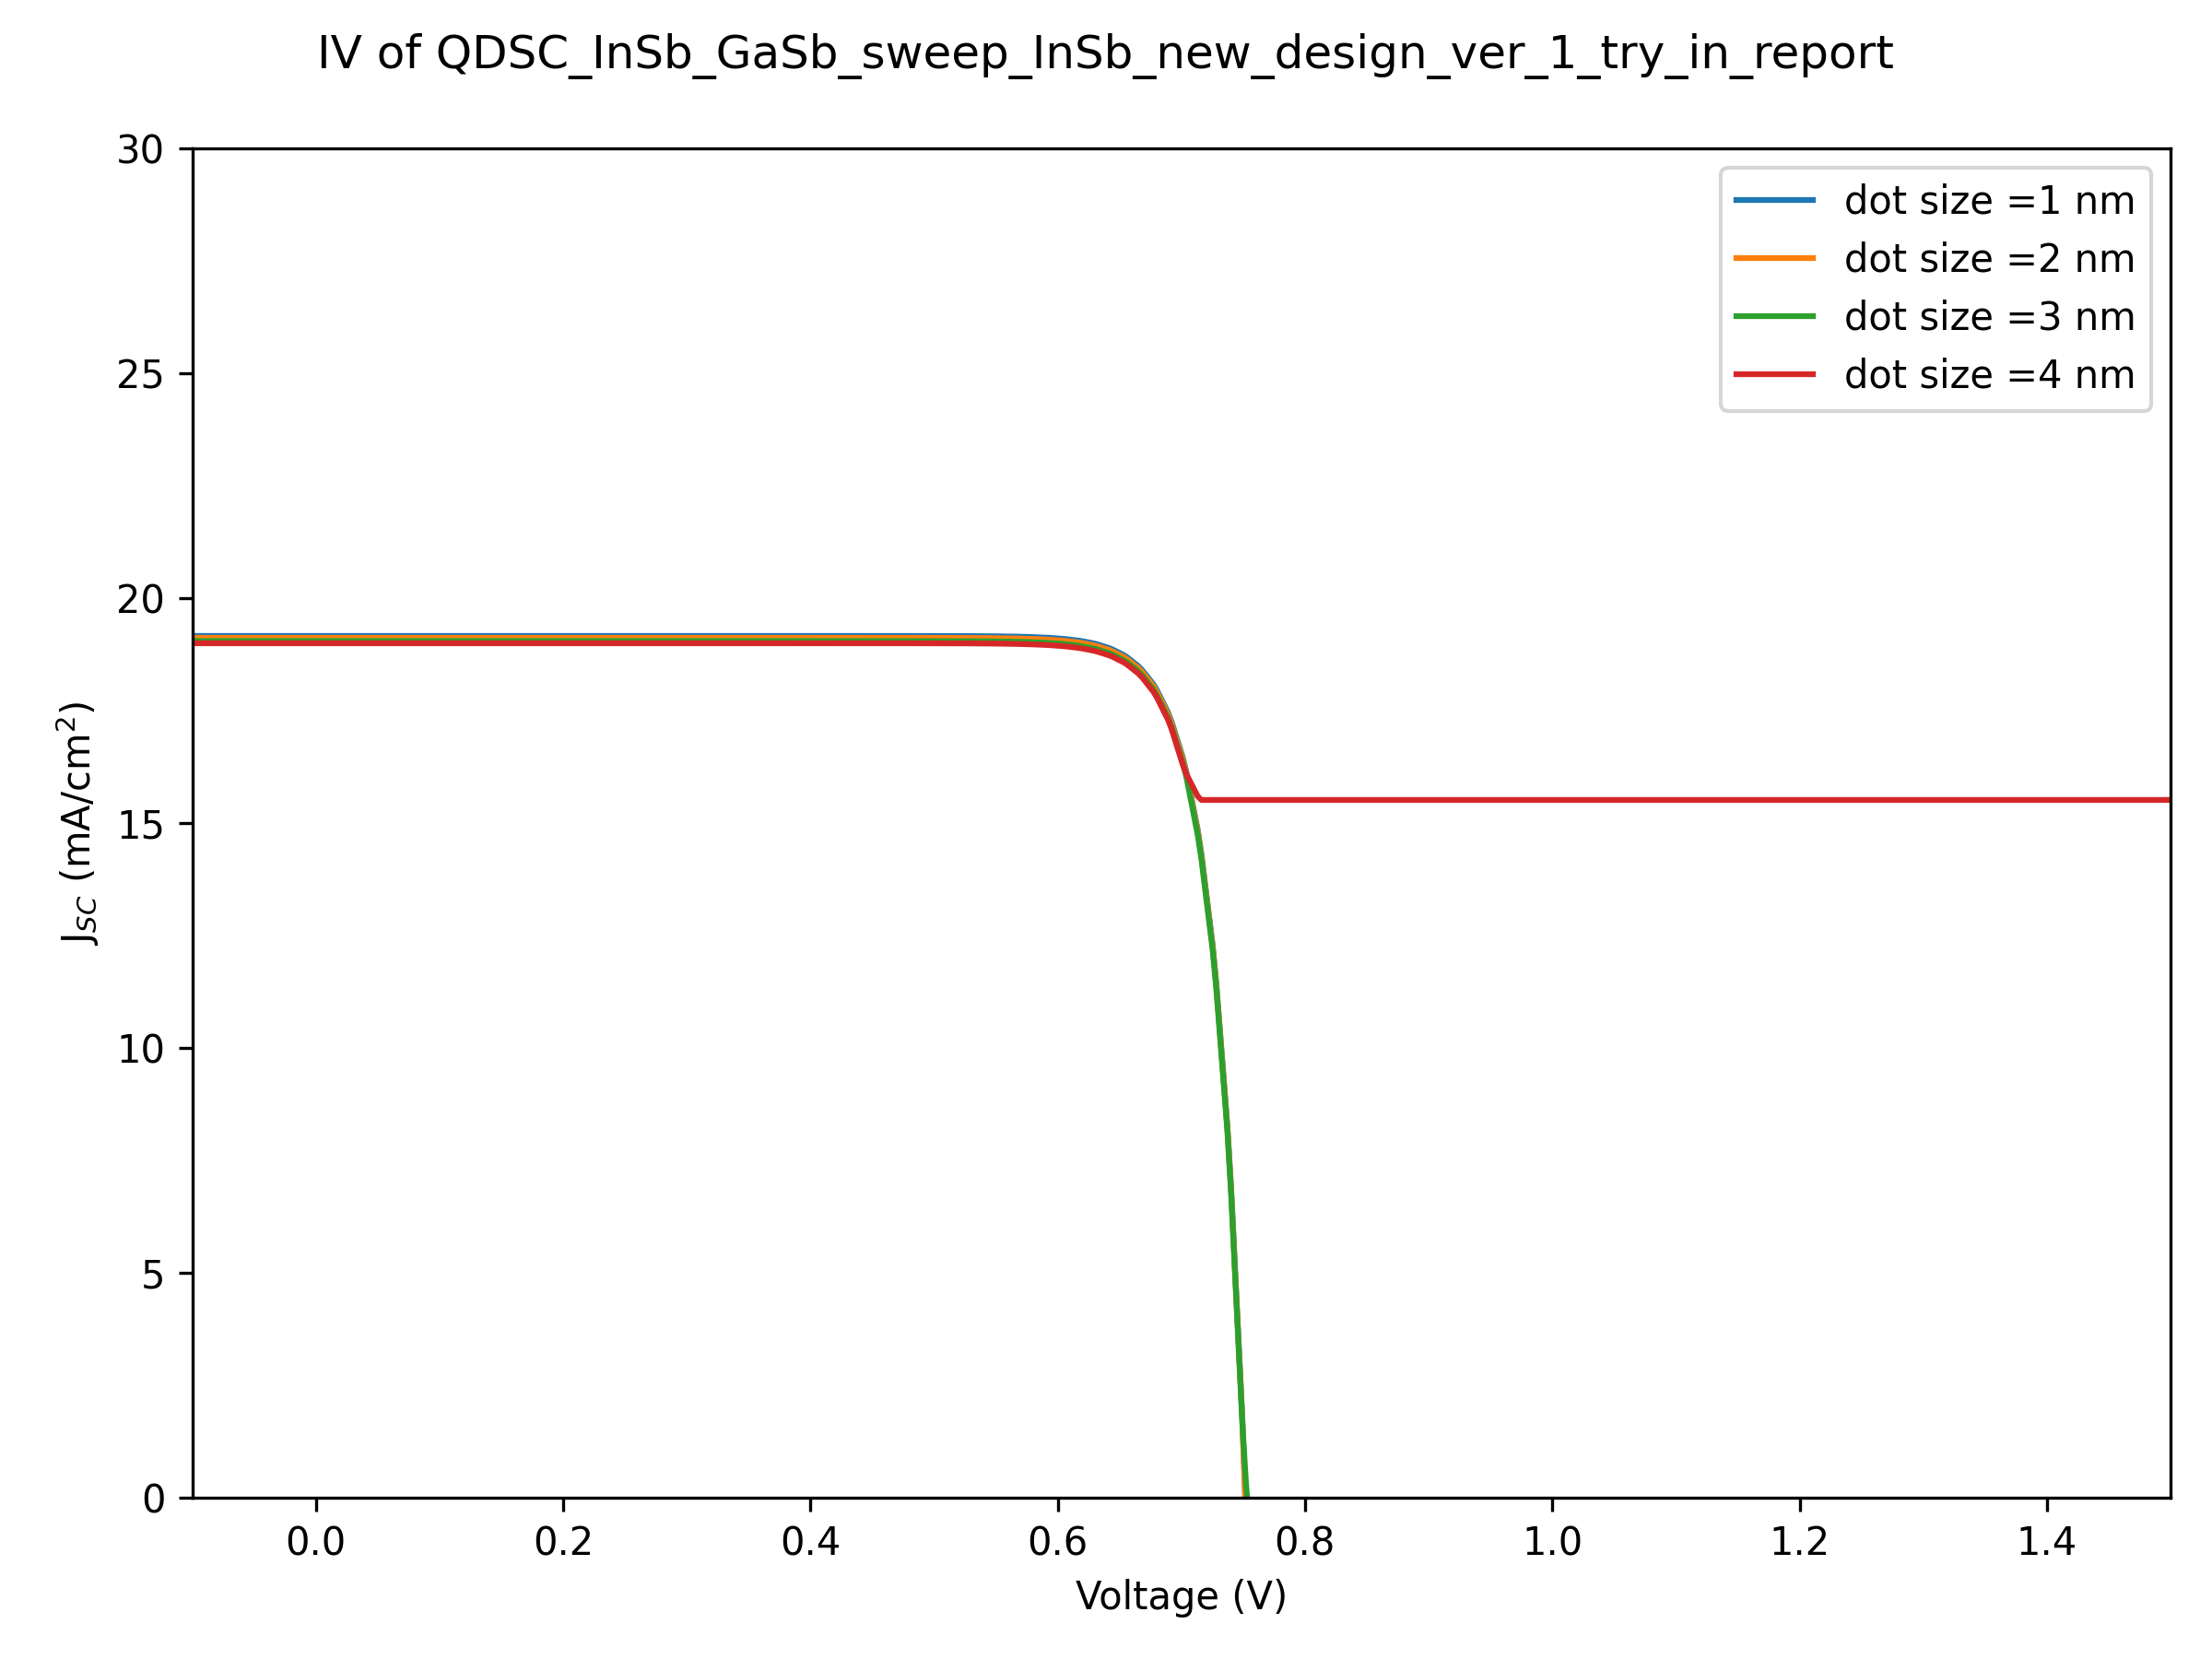 IV of QDSC_InSb_GaSb_sweep_InSb_new_design_ver_1_try_in_report
30
25
20
15
10
5
0
J$_{SC}$ (mA/cm$^2$)
dot size =1 nm
dot size =2 nm
dot size =3 nm
dot size =4 nm
0.0 0.2 0.4 0.6 0.8 1.0 1.2 1.4
Voltage (V)